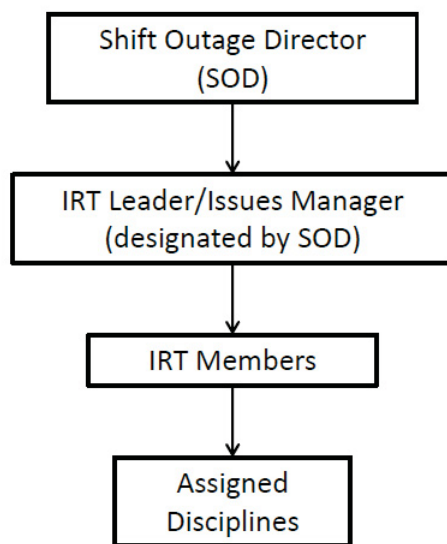 Shift Outage Director
(SOD)
IRT Leader/Issues Manager
(designated by SOD)
IRT Members
Assigned
Disciplines